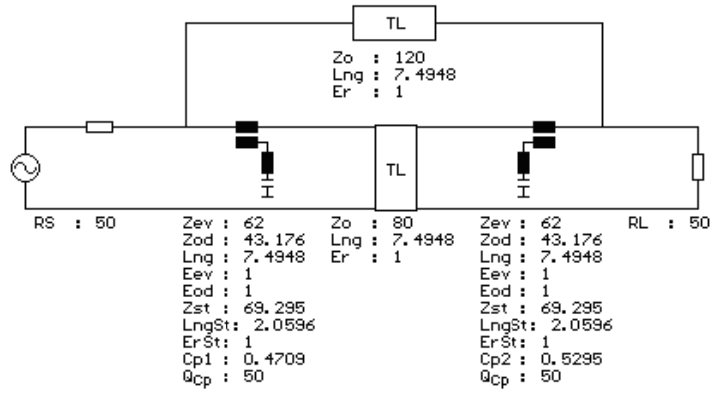 TL
Zo : 120
Lng : 7.4948
Er : 1
TL
RS : 50
Zev : 62
Zod : 43.176
Lng : 7.4948
Eev : 1
Eod : 1
Zst : 69.295
LngSt: 2.0596
ErSt: 1
Cp1 : 0.4709
QCp : 50
Zo : 80
Lng : 7.4948
Er : 1
Zev : 62
Zod : 43.176
Lng : 7.4948
Eev : 1
Eod : 1
Zst : 69.295
LngSt: 2.0596
ErSt: 1
Cp2 : 0.5295
QCp : 50
RL : 50